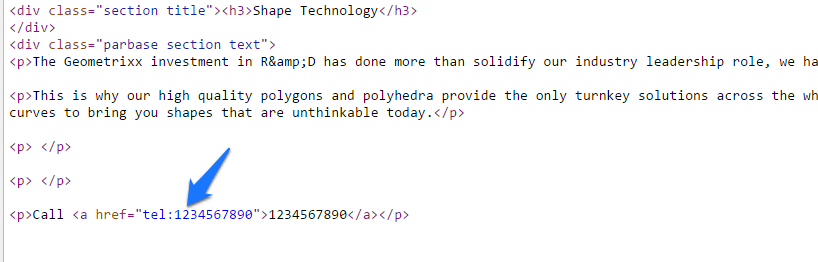 <div class="section title"><h3>Shape Technology</h3>
</div>
<div class="parbase section text">
<p>The Geometrixx investment in R&amp;D has done more than solidify our industry leadership role, we ha
<p>This is why our high quality polygons and polyhedra provide the only turnkey solutions across the wh
curves to bring you shapes that are unthinkable today.</p>
<p> </p>
<p> </p>
<p>Call <a href="tel:1234567890">1234567890</a></p>